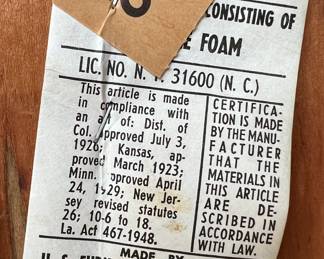 CONSISTING OF
FOAM
LIC. NO. N. 31600 (N. C.)
This article is made
in compliance with
an of: Dist. of
Col. approved July 3,
1926; Kansas, ap-
proved March 1923;
Minn. approved April
24, 1929; New Jer-
sey revised statutes
26; 10-6 to 18.
La. Act 467-1948.
CERTIFICA-
TION IS MADE
BY THE MANU-
FACTURER
THAT THE
MATERIALS IN
THIS ARTICLE
ARE DE-
SCRIBED IN
ACCORDANCE
WITH LAW.
MADE BY
U. S.